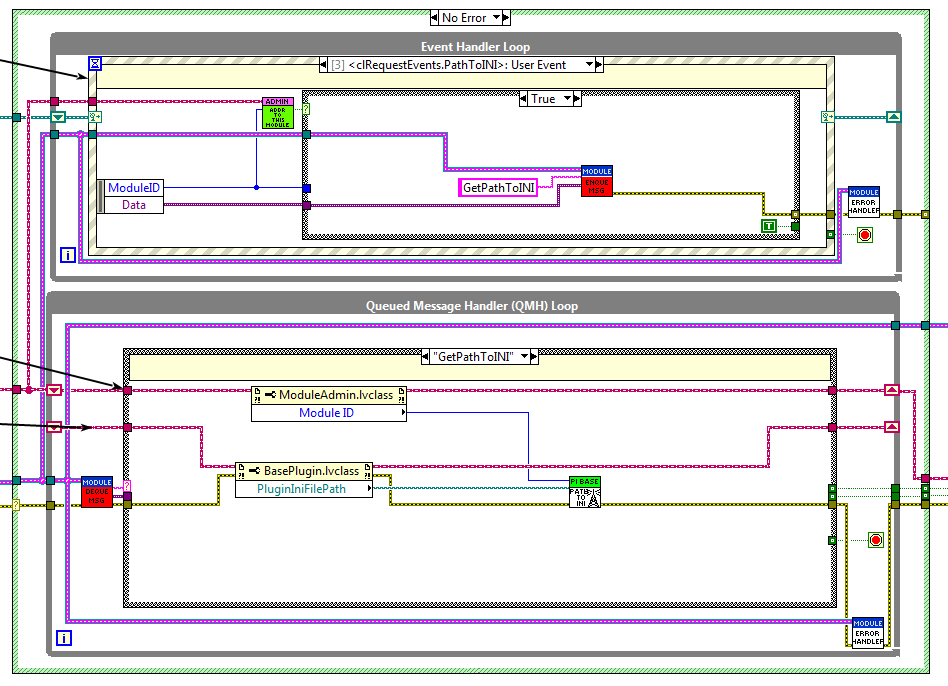 No Error
Event Handler Loop
[3] <clRequestEvents.PathToINI>: User Event
True
ADMIN
ADDR
TO
THIS
MODULE
?
ModuleID
Data
MODULE
ENQUE
MSG
GetPathToINI
T
MODULE
ERROR
HANDLER
i
Queued Message Handler (QMH) Loop
"GetPathToINI"
ModuleAdmin.lvclass
Module ID
BasePlugin.lvclass
PluginIniFilePath
MODULE
DEQUE
MSG
?
?
PI BASE
PATH
TO
INI
MODULE
ERROR
HANDLER
i